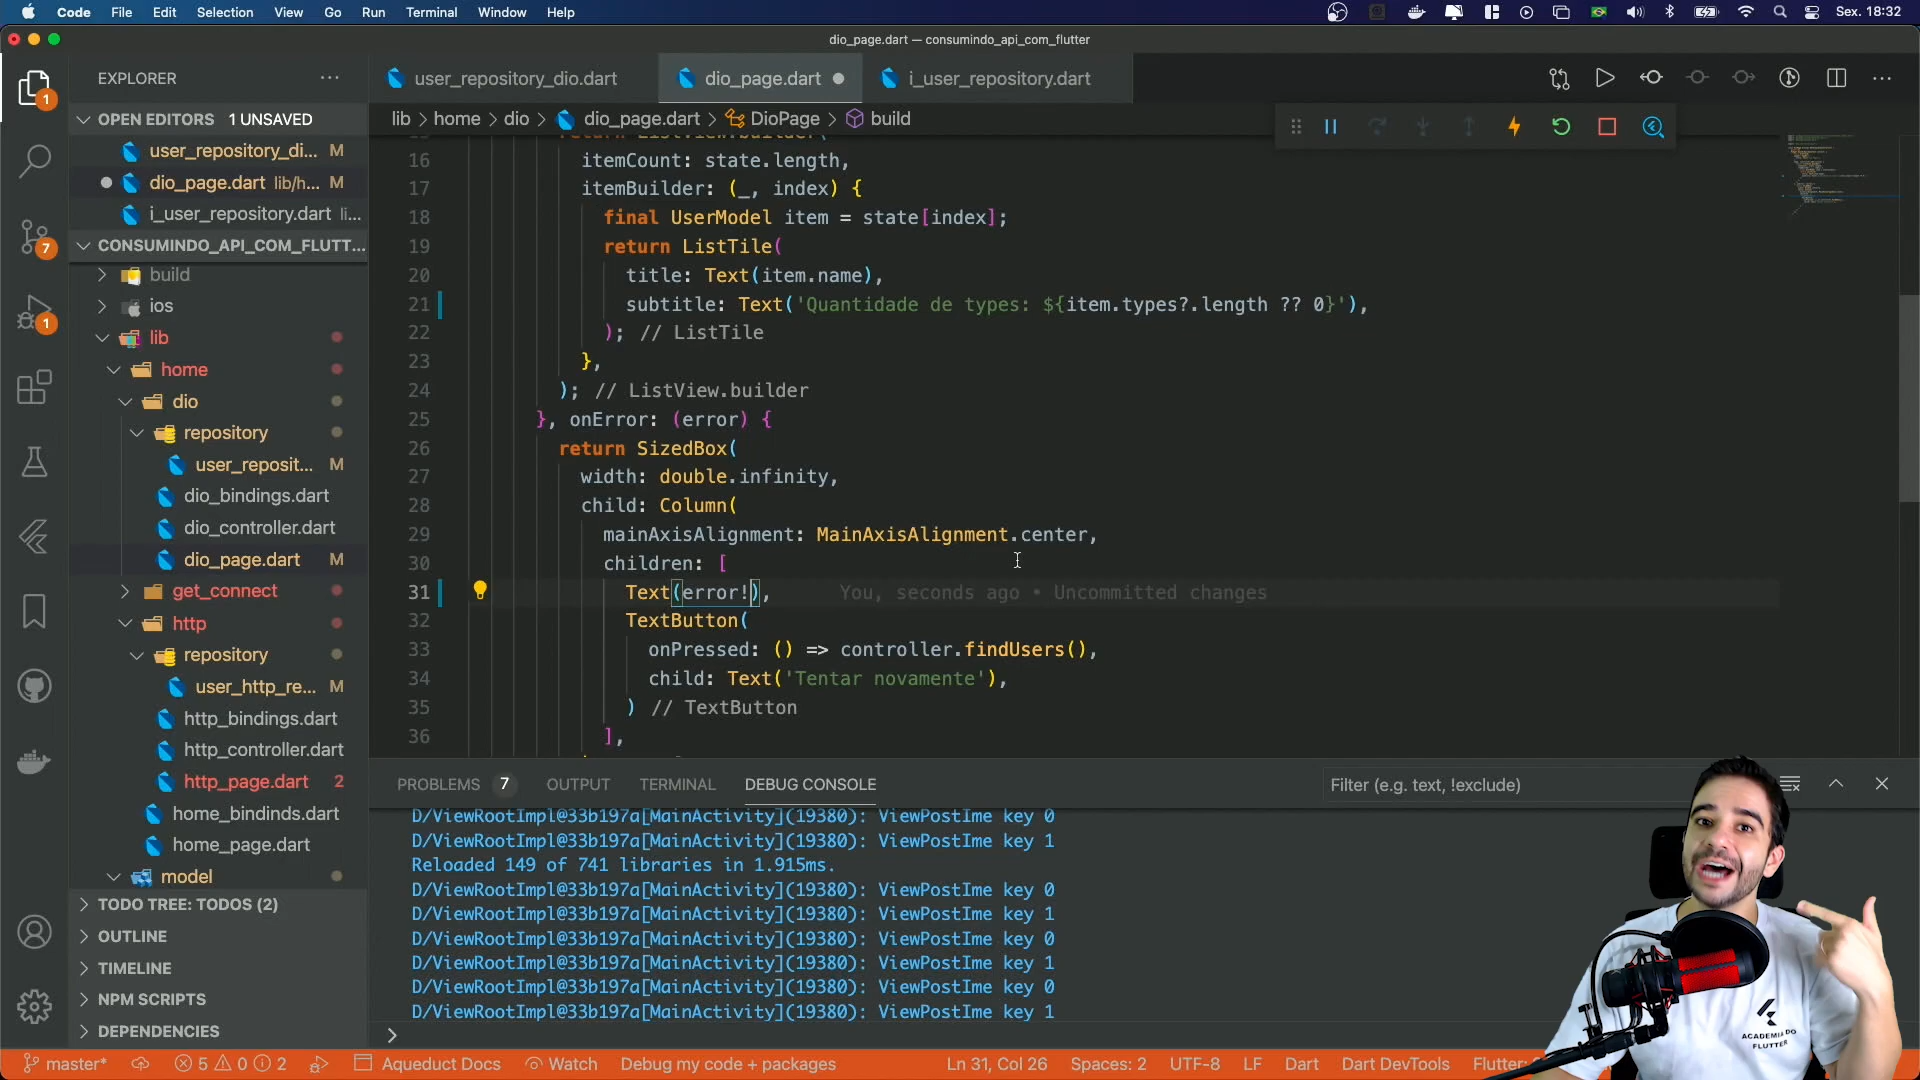 Code File Edit Selection View Go Run Terminal Window Help
Sex. 18:32
dio_page.dart — consumindo_api_com_flutter
EXPLORER ···
user_repository_dio.dart
dio_page.dart
i_user_repository.dart
OPEN EDITORS 1 UNSAVED
user_repository_di... M
dio_page.dart lib/h... M
i_user_repository.dart li...
CONSUMINDO_API_COM_FLUTT...
build
ios
lib
home
dio
repository
user_reposit... M
dio_bindings.dart
dio_controller.dart
dio_page.dart M
get_connect
http
repository
user_http_re... M
http_bindings.dart
http_controller.dart
http_page.dart 2
home_bindinds.dart
home_page.dart
model
TODO TREE: TODOS (2)
OUTLINE
TIMELINE
NPM SCRIPTS
DEPENDENCIES
1
7
1
lib > home > dio > dio_page.dart > DioPage > build
return ListView.builder(
16 itemCount: state.length,
17 itemBuilder: (_, index) {
18 final UserModel item = state[index];
19 return ListTile(
20 title: Text(item.name),
21 subtitle: Text('Quantidade de types: ${item.types?.length ?? 0}'),
22 ); // ListTile
23 },
24 ); // ListView.builder
25 }, onError: (error) {
26 return SizedBox(
27 width: double.infinity,
28 child: Column(
29 mainAxisAlignment: MainAxisAlignment.center,
30 children: [
31 Text(error!), You, seconds ago • Uncommitted changes
32 TextButton(
33 onPressed: () => controller.findUsers(),
34 child: Text('Tentar novamente'),
35 ) // TextButton
36 ],
PROBLEMS 7 OUTPUT TERMINAL DEBUG CONSOLE
Filter (e.g. text, !exclude)
D/ViewRootImpl@33b197a[MainActivity](19380): ViewPostIme key 0
D/ViewRootImpl@33b197a[MainActivity](19380): ViewPostIme key 1
Reloaded 149 of 741 libraries in 1.915ms.
D/ViewRootImpl@33b197a[MainActivity](19380): ViewPostIme key 0
D/ViewRootImpl@33b197a[MainActivity](19380): ViewPostIme key 1
D/ViewRootImpl@33b197a[MainActivity](19380): ViewPostIme key 0
D/ViewRootImpl@33b197a[MainActivity](19380): ViewPostIme key 1
D/ViewRootImpl@33b197a[MainActivity](19380): ViewPostIme key 0
D/ViewRootImpl@33b197a[MainActivity](19380): ViewPostIme key 1
>
ACADEMIA DO
FLUTTER
master* 5 0 2 Aqueduct Docs Watch Debug my code + packages
Ln 31, Col 26 Spaces: 2 UTF-8 LF Dart Dart DevTools Flutter: